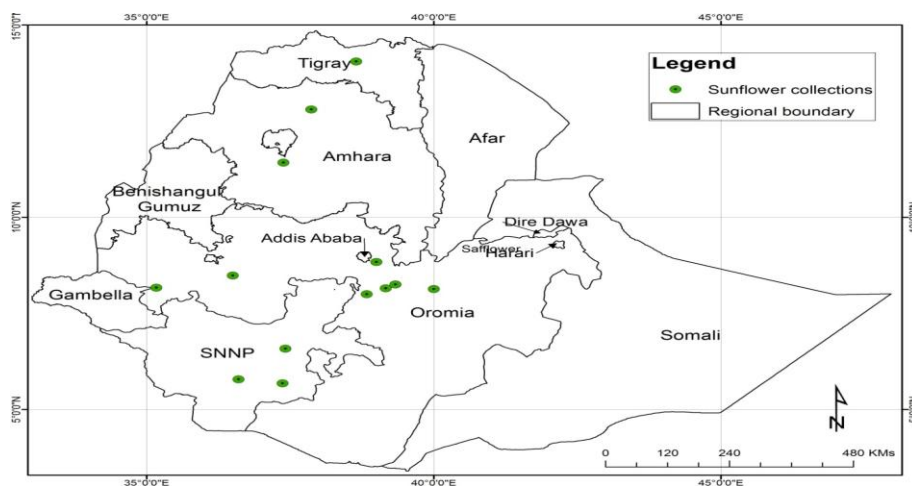 35°0'0"E
40°0'0"E
45°0'0"E
15°0'0"N
Legend
Sunflower collections
Regional boundary
Tigray
Afar
Amhara
Benishangul
Gumuz
10°0'0"N
Dire Dawa
Addis Ababa
Safflower
Harari
Gambella
Oromia
Somali
SNNP
5°0'0"N
N
0 120 240 480 KMs
35°0'0"E
40°0'0"E
45°0'0"E